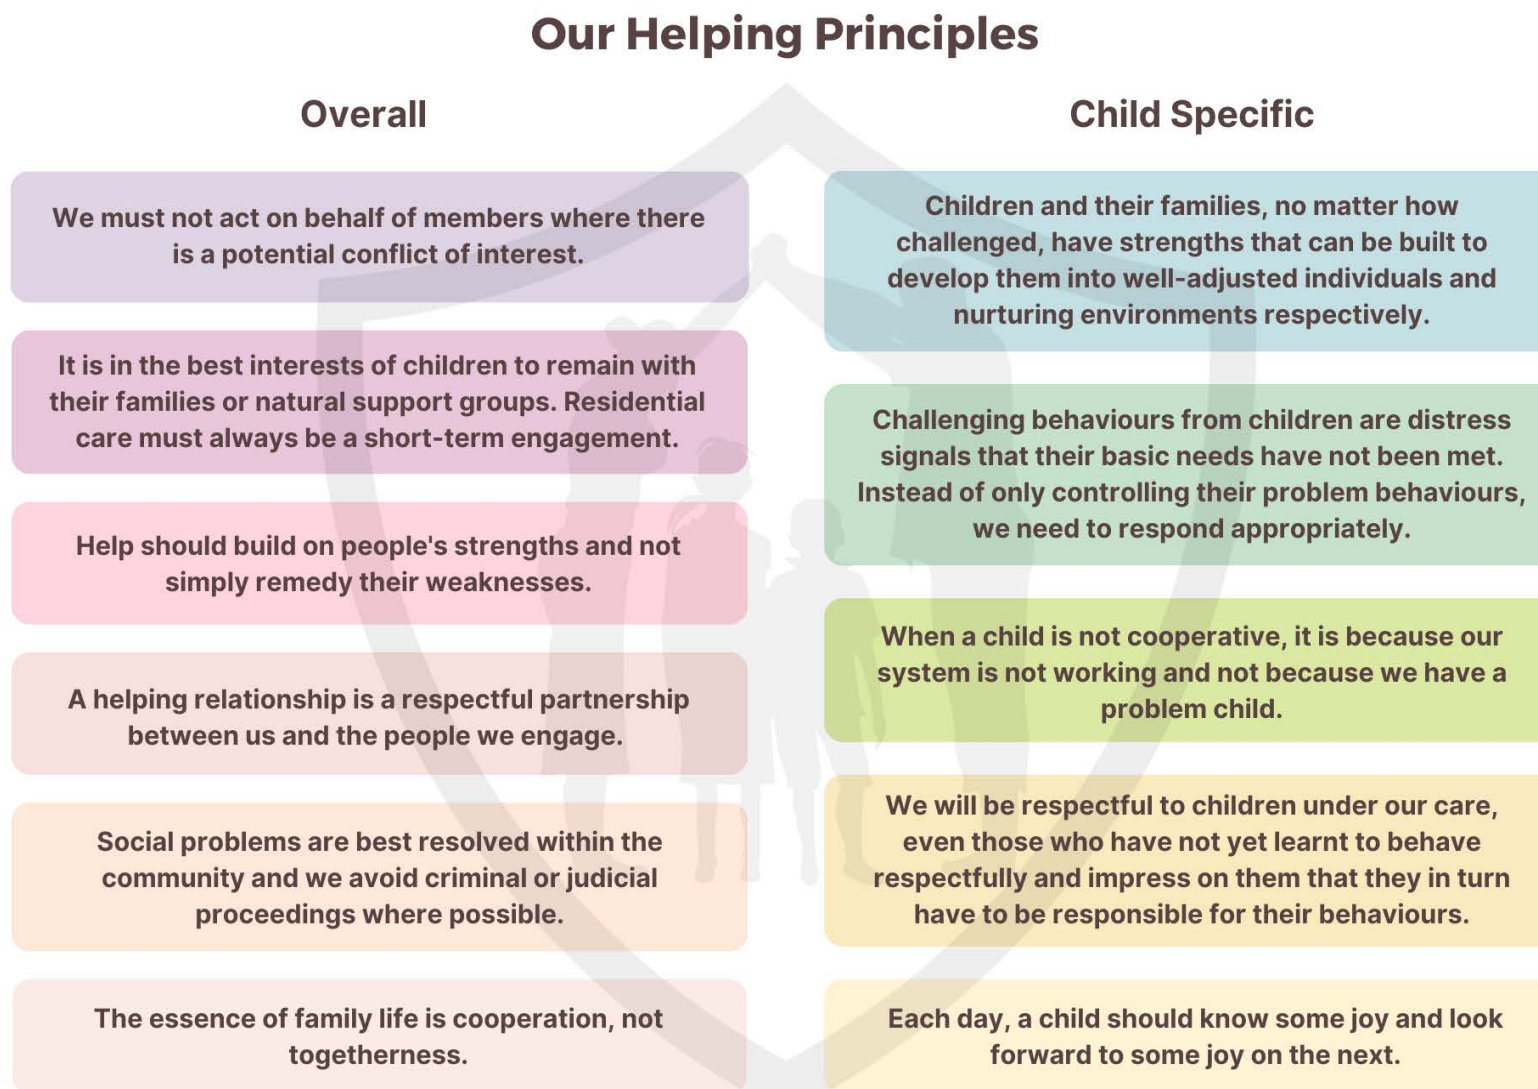 Our Helping Principles
Overall
We must not act on behalf of members where there
is a potential conflict of interest.
It is in the best interests of children to remain with
their families or natural support groups. Residential
care must always be a short-term engagement.
Help should build on people's strengths and not
simply remedy their weaknesses.
A helping relationship is a respectful partnership
between us and the people we engage.
Social problems are best resolved within the
community and we avoid criminal or judicial
proceedings where possible.
The essence of family life is cooperation, not
togetherness.
Child Specific
Children and their families, no matter how
challenged, have strengths that can be built to
develop them into well-adjusted individuals and
nurturing environments respectively.
Challenging behaviours from children are distress
signals that their basic needs have not been met.
Instead of only controlling their problem behaviours,
we need to respond appropriately.
When a child is not cooperative, it is because our
system is not working and not because we have a
problem child.
We will be respectful to children under our care,
even those who have not yet learnt to behave
respectfully and impress on them that they in turn
have to be responsible for their behaviours.
Each day, a child should know some joy and look
forward to some joy on the next.